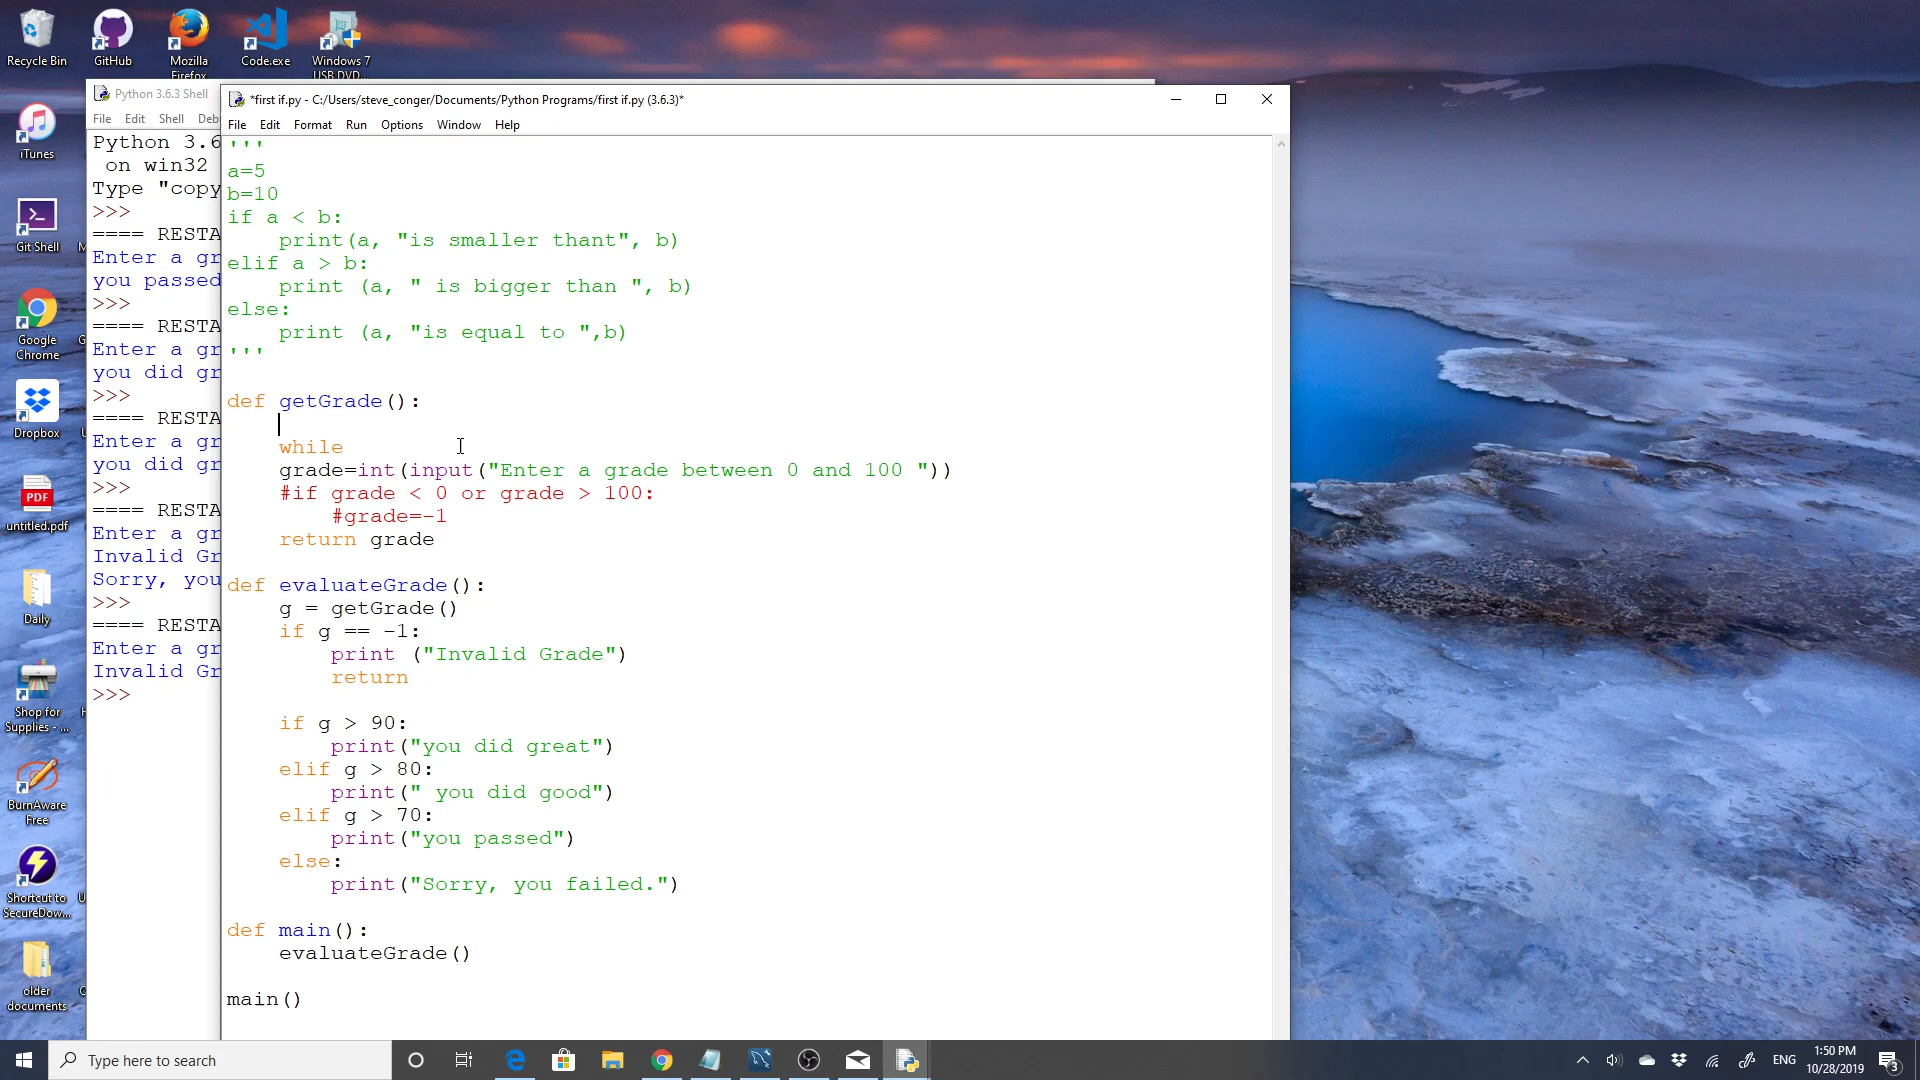 Recycle Bin
GitHub
Mozilla
Firefox
Code.exe
Windows 7
USB DVD...
iTunes
Git Shell
Google
Chrome
Dropbox
PDF
untitled.pdf
Daily
Shop for
Supplies - ...
BurnAware
Free
Shortcut to
SecureDow...
older
documents
Python 3.6.3 Shell
File Edit Shell Deb
Python 3.6
on win32
Type "copy
>>>
==== RESTA
Enter a gr
you passed
>>>
==== RESTA
Enter a gr
you did gr
>>>
==== RESTA
Enter a gr
you did gr
>>>
==== RESTA
Enter a gr
Invalid Gr
Sorry, you
>>>
==== RESTA
Enter a gr
Invalid Gr
>>>
*first if.py - C:/Users/steve_conger/Documents/Python Programs/first if.py (3.6.3)*
File Edit Format Run Options Window Help
'''
a=5
b=10
if a < b:
    print(a, "is smaller thant", b)
elif a > b:
    print (a, " is bigger than ", b)
else:
    print (a, "is equal to ",b)
'''
def getGrade():
    while
    grade=int(input("Enter a grade between 0 and 100 "))
    #if grade < 0 or grade > 100:
        #grade=-1
    return grade
def evaluateGrade():
    g = getGrade()
    if g == -1:
        print ("Invalid Grade")
        return
    if g > 90:
        print("you did great")
    elif g > 80:
        print(" you did good")
    elif g > 70:
        print("you passed")
    else:
        print("Sorry, you failed.")
def main():
    evaluateGrade()
main()
Type here to search
ENG
1:50 PM
10/28/2019
3